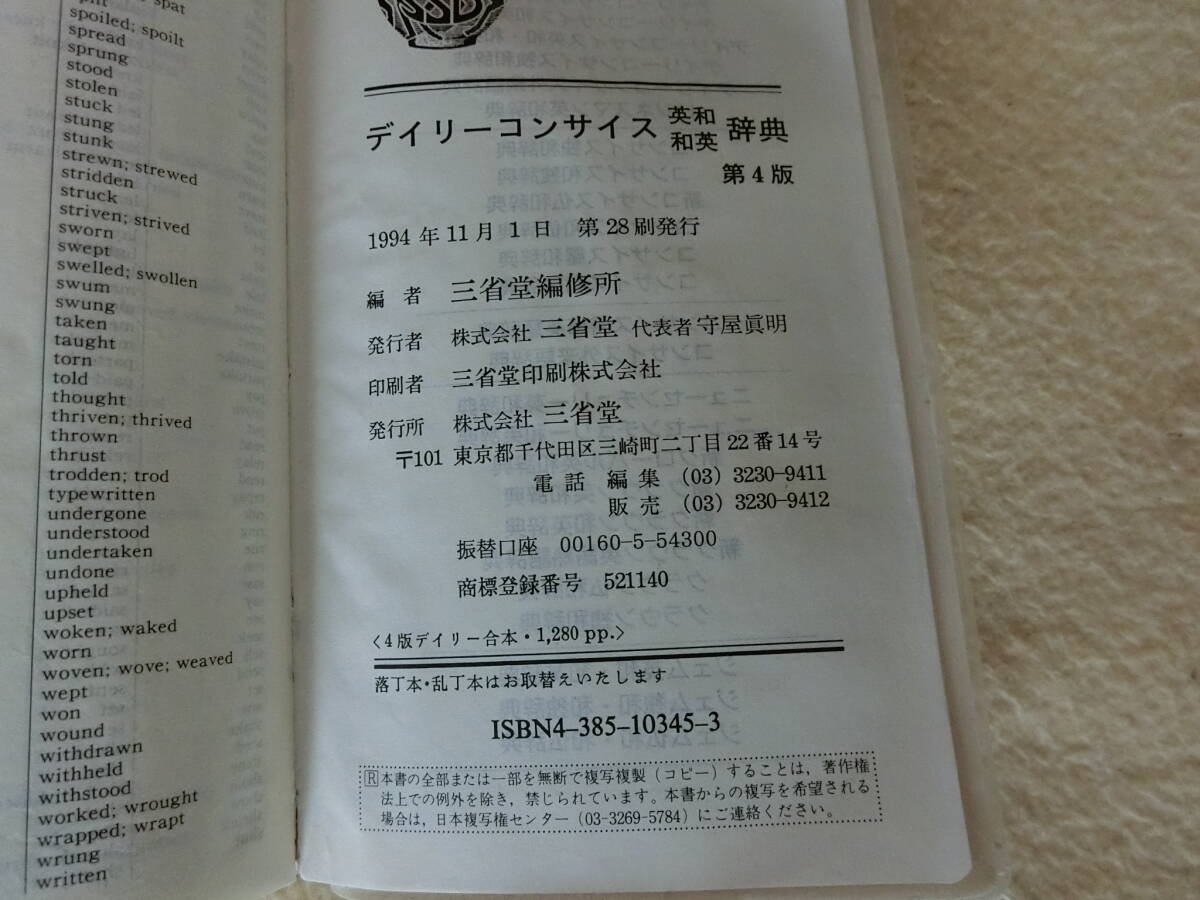 spat
split
spoiled; spoilt
spread
sprung
stood
stolen
stuck
stung
stunk
strewn; strewed
stridden
struck
striven; strived
sworn
swept
swelled; swollen
swum
swung
taken
taught
torn
told
thought
thriven; thrived
thrown
thrust
trodden; trod
typewritten
undergone
understood
undertaken
undone
upheld
upset
woken; waked
worn
woven; wove; weaved
wept
won
wound
withdrawn
withheld
withstood
worked; wrought
wrapped; wrapt
wrung
written
SSD
デイリーコンサイス 英和 和英 辞典
第4版
1994年11月1日 第28刷発行
編者 三省堂編修所
発行者 株式会社 三省堂 代表者 守屋眞明
印刷者 三省堂印刷株式会社
発行所 株式会社 三省堂
〒101 東京都千代田区三崎町二丁目22番14号
電話 編集 (03) 3230-9411
販売 (03) 3230-9412
振替口座 00160-5-54300
商標登録番号 521140
〈4版デイリー合本・1,280 pp.〉
落丁本・乱丁本はお取替えいたします
ISBN4-385-10345-3
R 本書の全部または一部を無断で複写複製(コピー)することは,著作権
法上での例外を除き,禁じられています。本書からの複写を希望される
場合は,日本複写権センター(03-3269-5784)にご連絡ください。